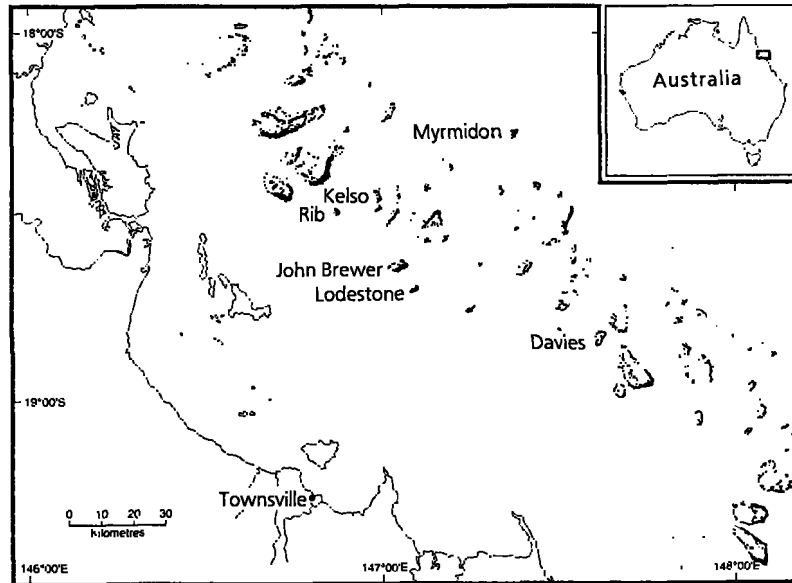 18°00'S
Australia
Myrmidon
Kelso
Rib
John Brewer
Lodestone
Davies
19°00'S
Townsville
0 10 20 30
kilometres
146°00'E
147°00'E
148°00'E